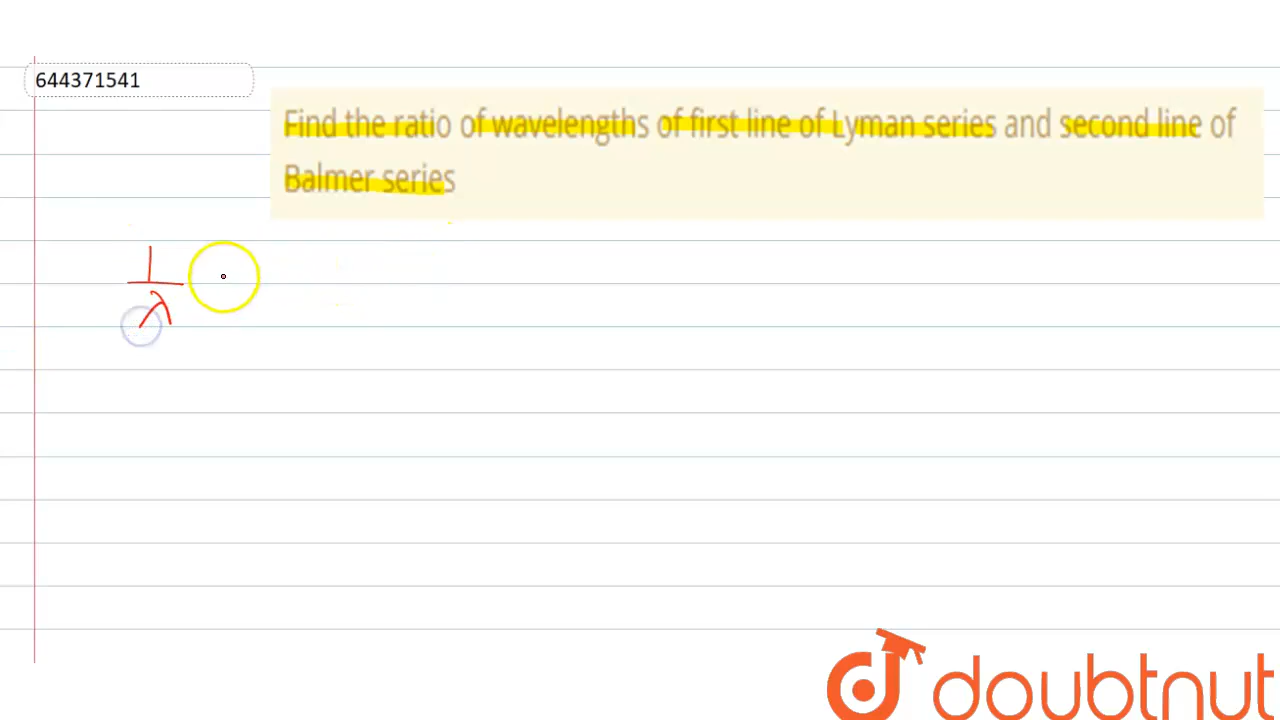 644371541
Find the ratio of wavelengths of first line of Lyman series and second line of
Balmer series
1
λ
doubtnut